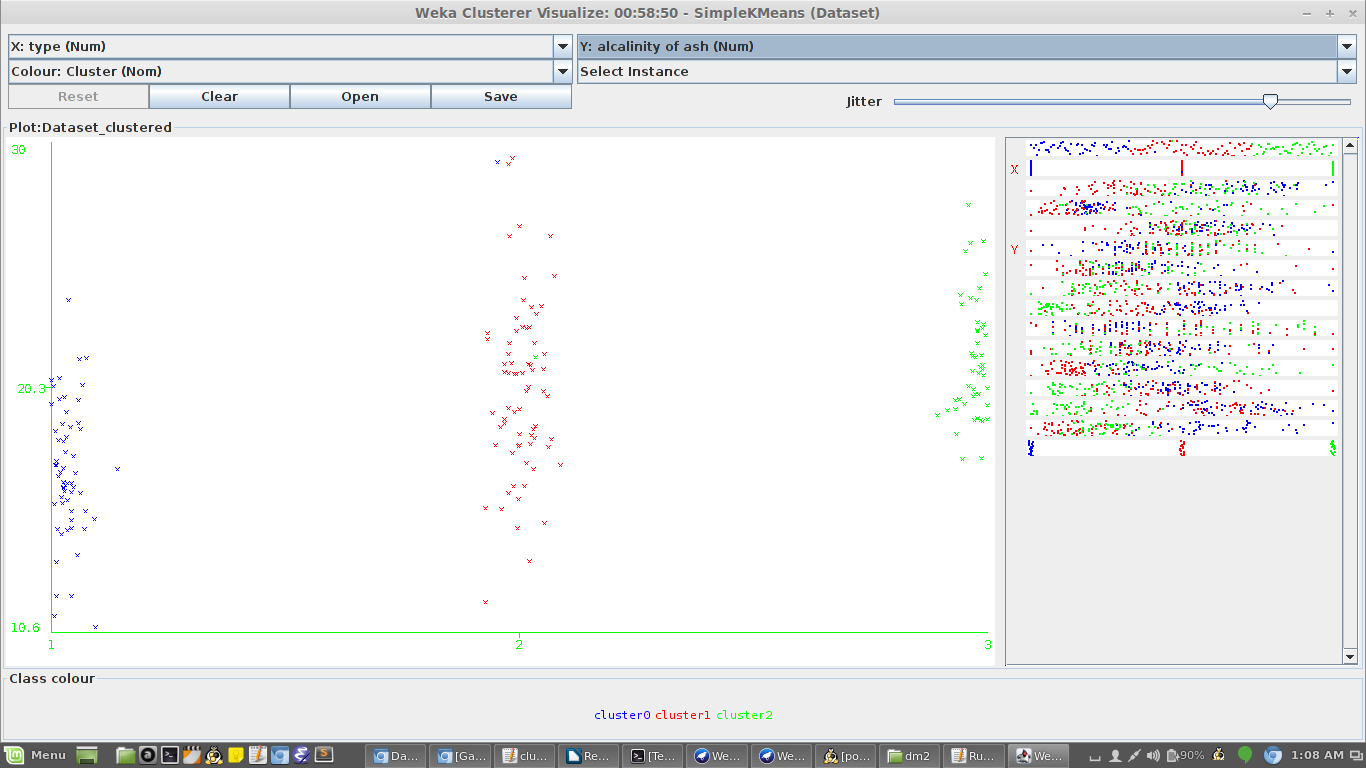 Weka Clusterer Visualize: 00:58:50 - SimpleKMeans (Dataset)
X: type (Num) Y: alcalinity of ash (Num)
Colour: Cluster (Nom) Select Instance
Reset Clear Open Save Jitter
Plot:Dataset_clustered
30
20.3
10.6
1 2 3
X
Y
Class colour
cluster0 cluster1 cluster2
Menu Da... [Ga... clu... Re... [Te... We... We... [po... dm2 Ru... We... 90% 1:08 AM